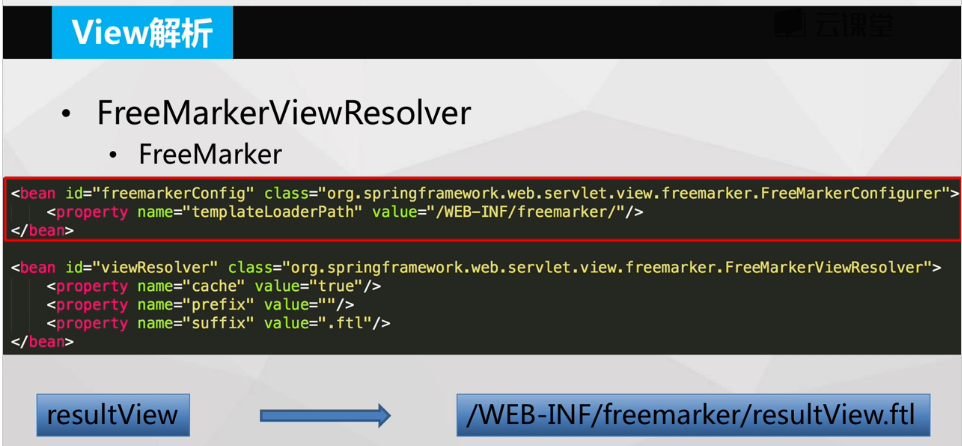 View解析
云课堂
• FreeMarkerViewResolver
• FreeMarker
<bean id="freemarkerConfig" class="org.springframework.web.servlet.view.freemarker.FreeMarkerConfigurer">
<property name="templateLoaderPath" value="/WEB-INF/freemarker/"/>
</bean>
<bean id="viewResolver" class="org.springframework.web.servlet.view.freemarker.FreeMarkerViewResolver">
<property name="cache" value="true"/>
<property name="prefix" value=""/>
<property name="suffix" value=".ftl"/>
</bean>
resultView
/WEB-INF/freemarker/resultView.ftl